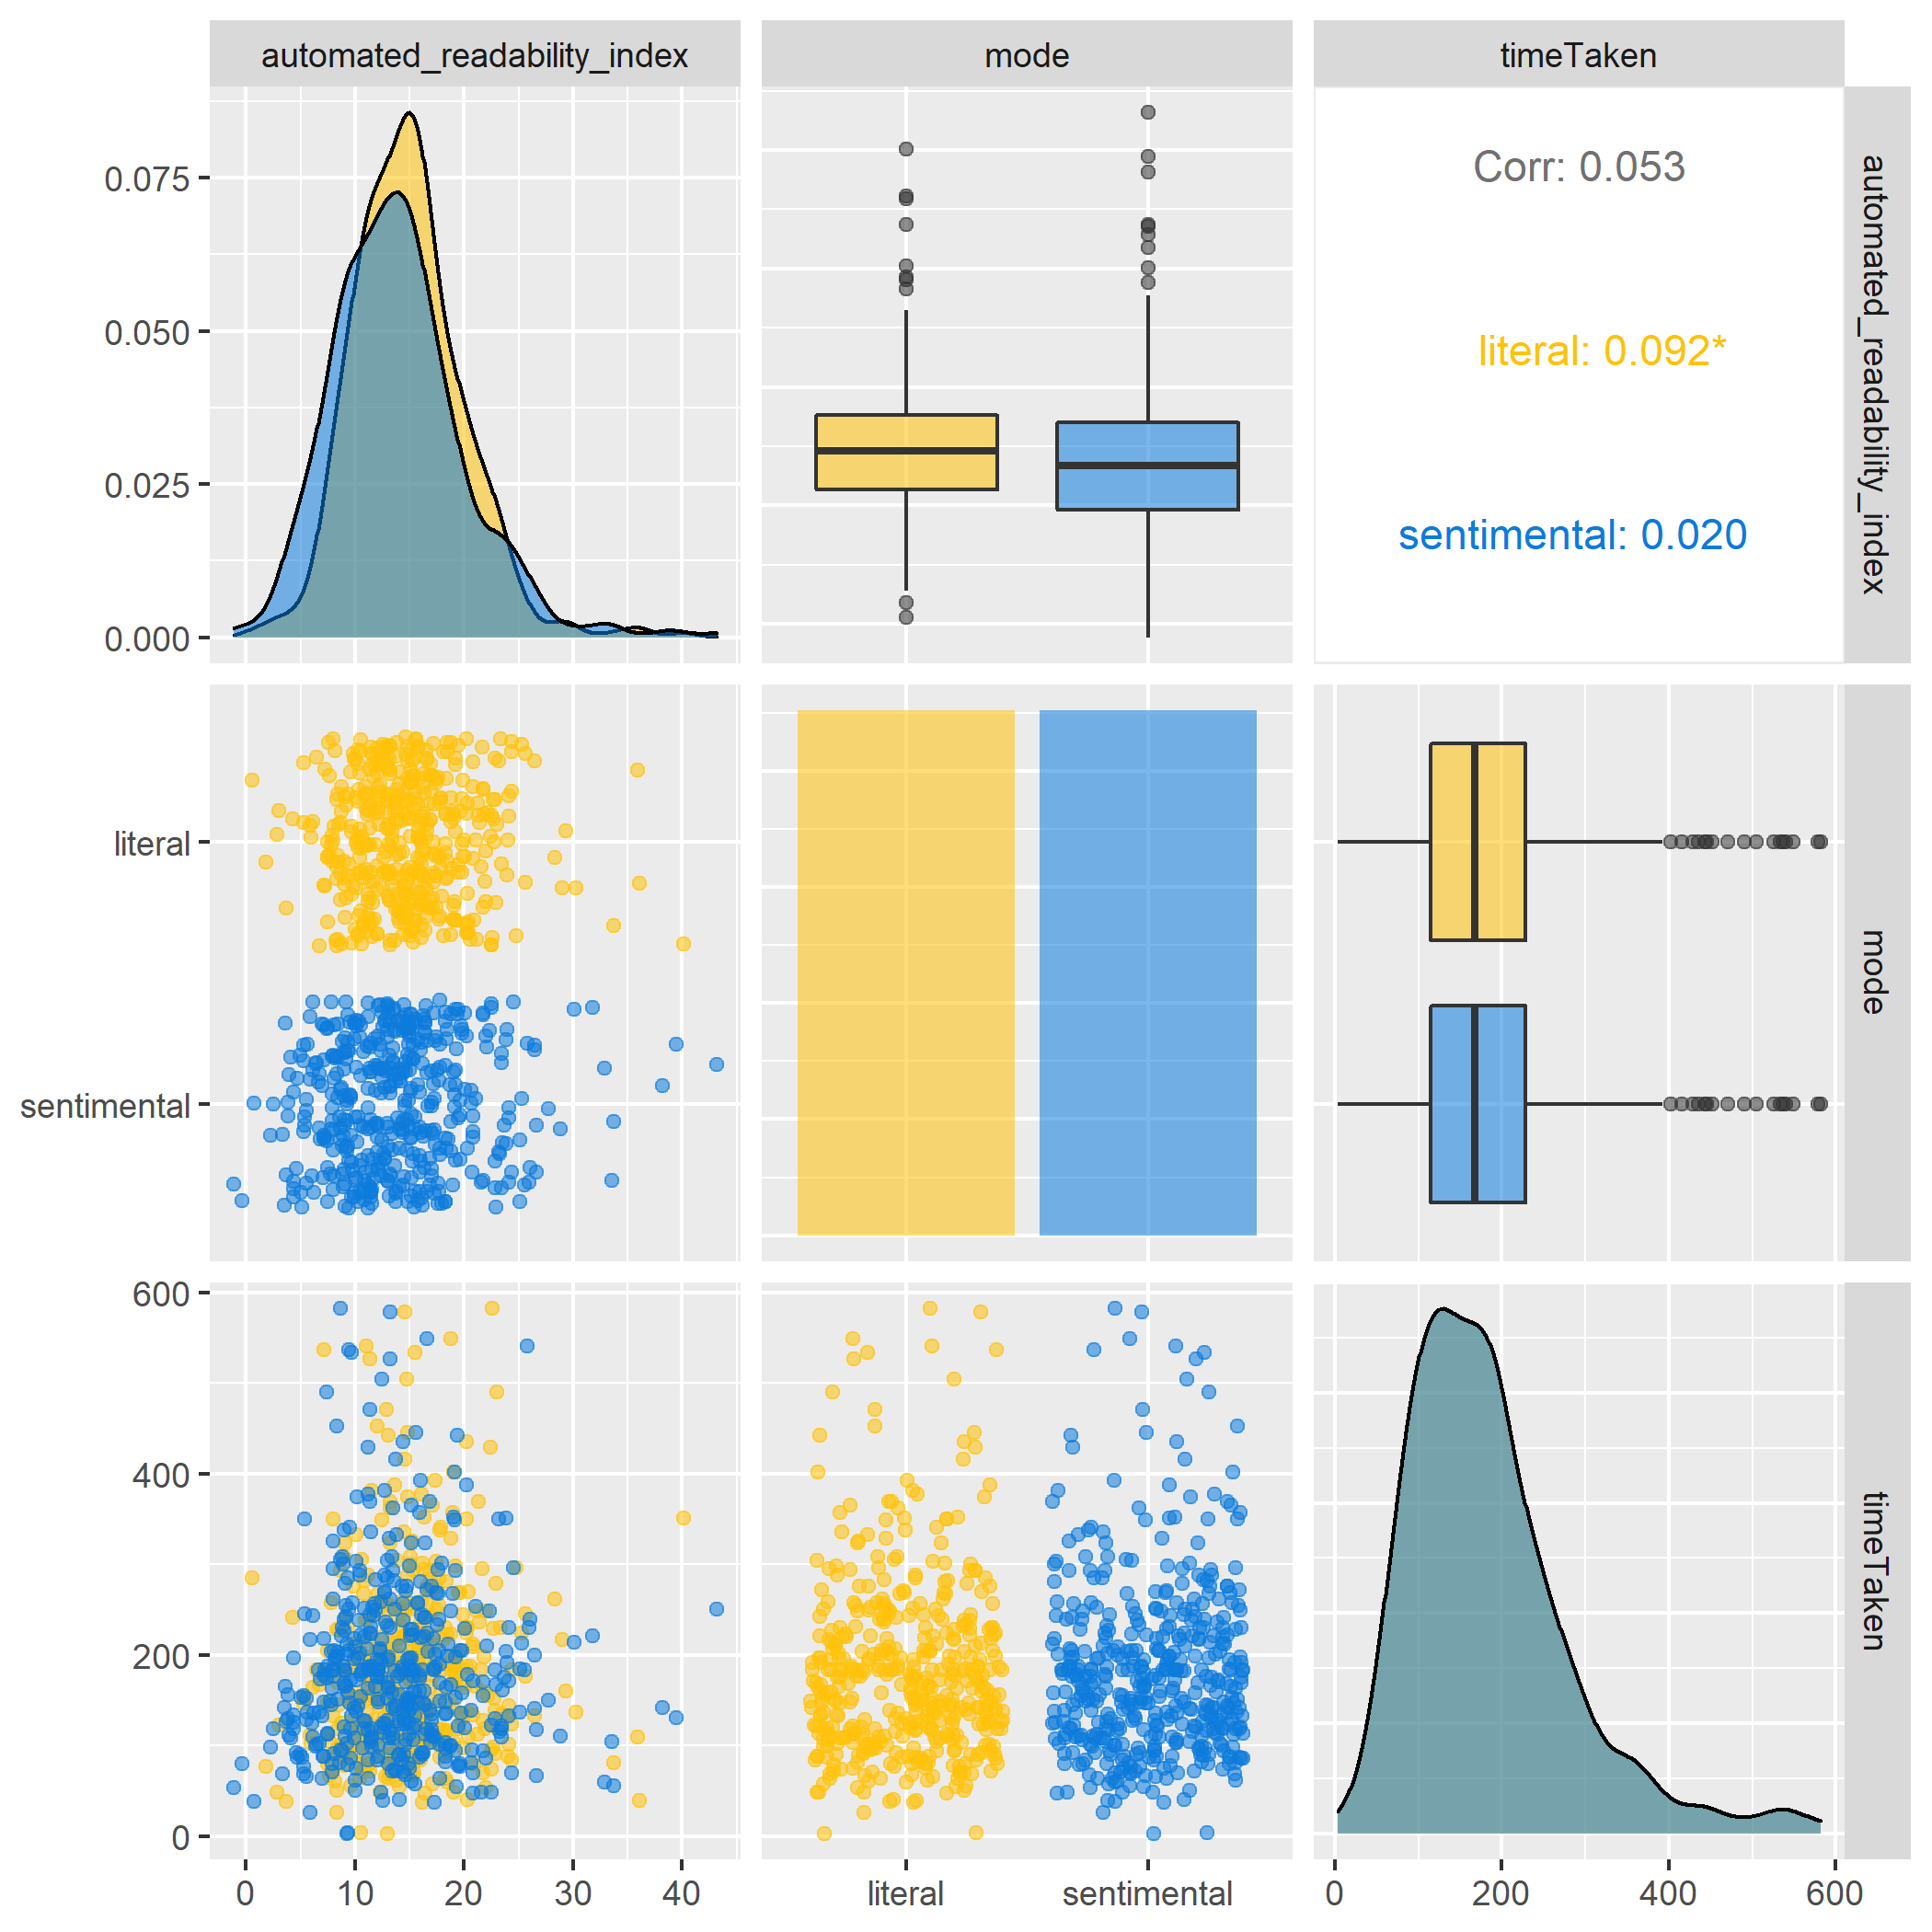 automated_readability_index
mode
timeTaken
0.075
0.050
0.025
0.000
Corr: 0.053
literal: 0.092*
sentimental: 0.020
automated_readability_index
literal
sentimental
mode
600
400
200
0
timeTaken
0 10 20 30 40
literal sentimental
0 200 400 600